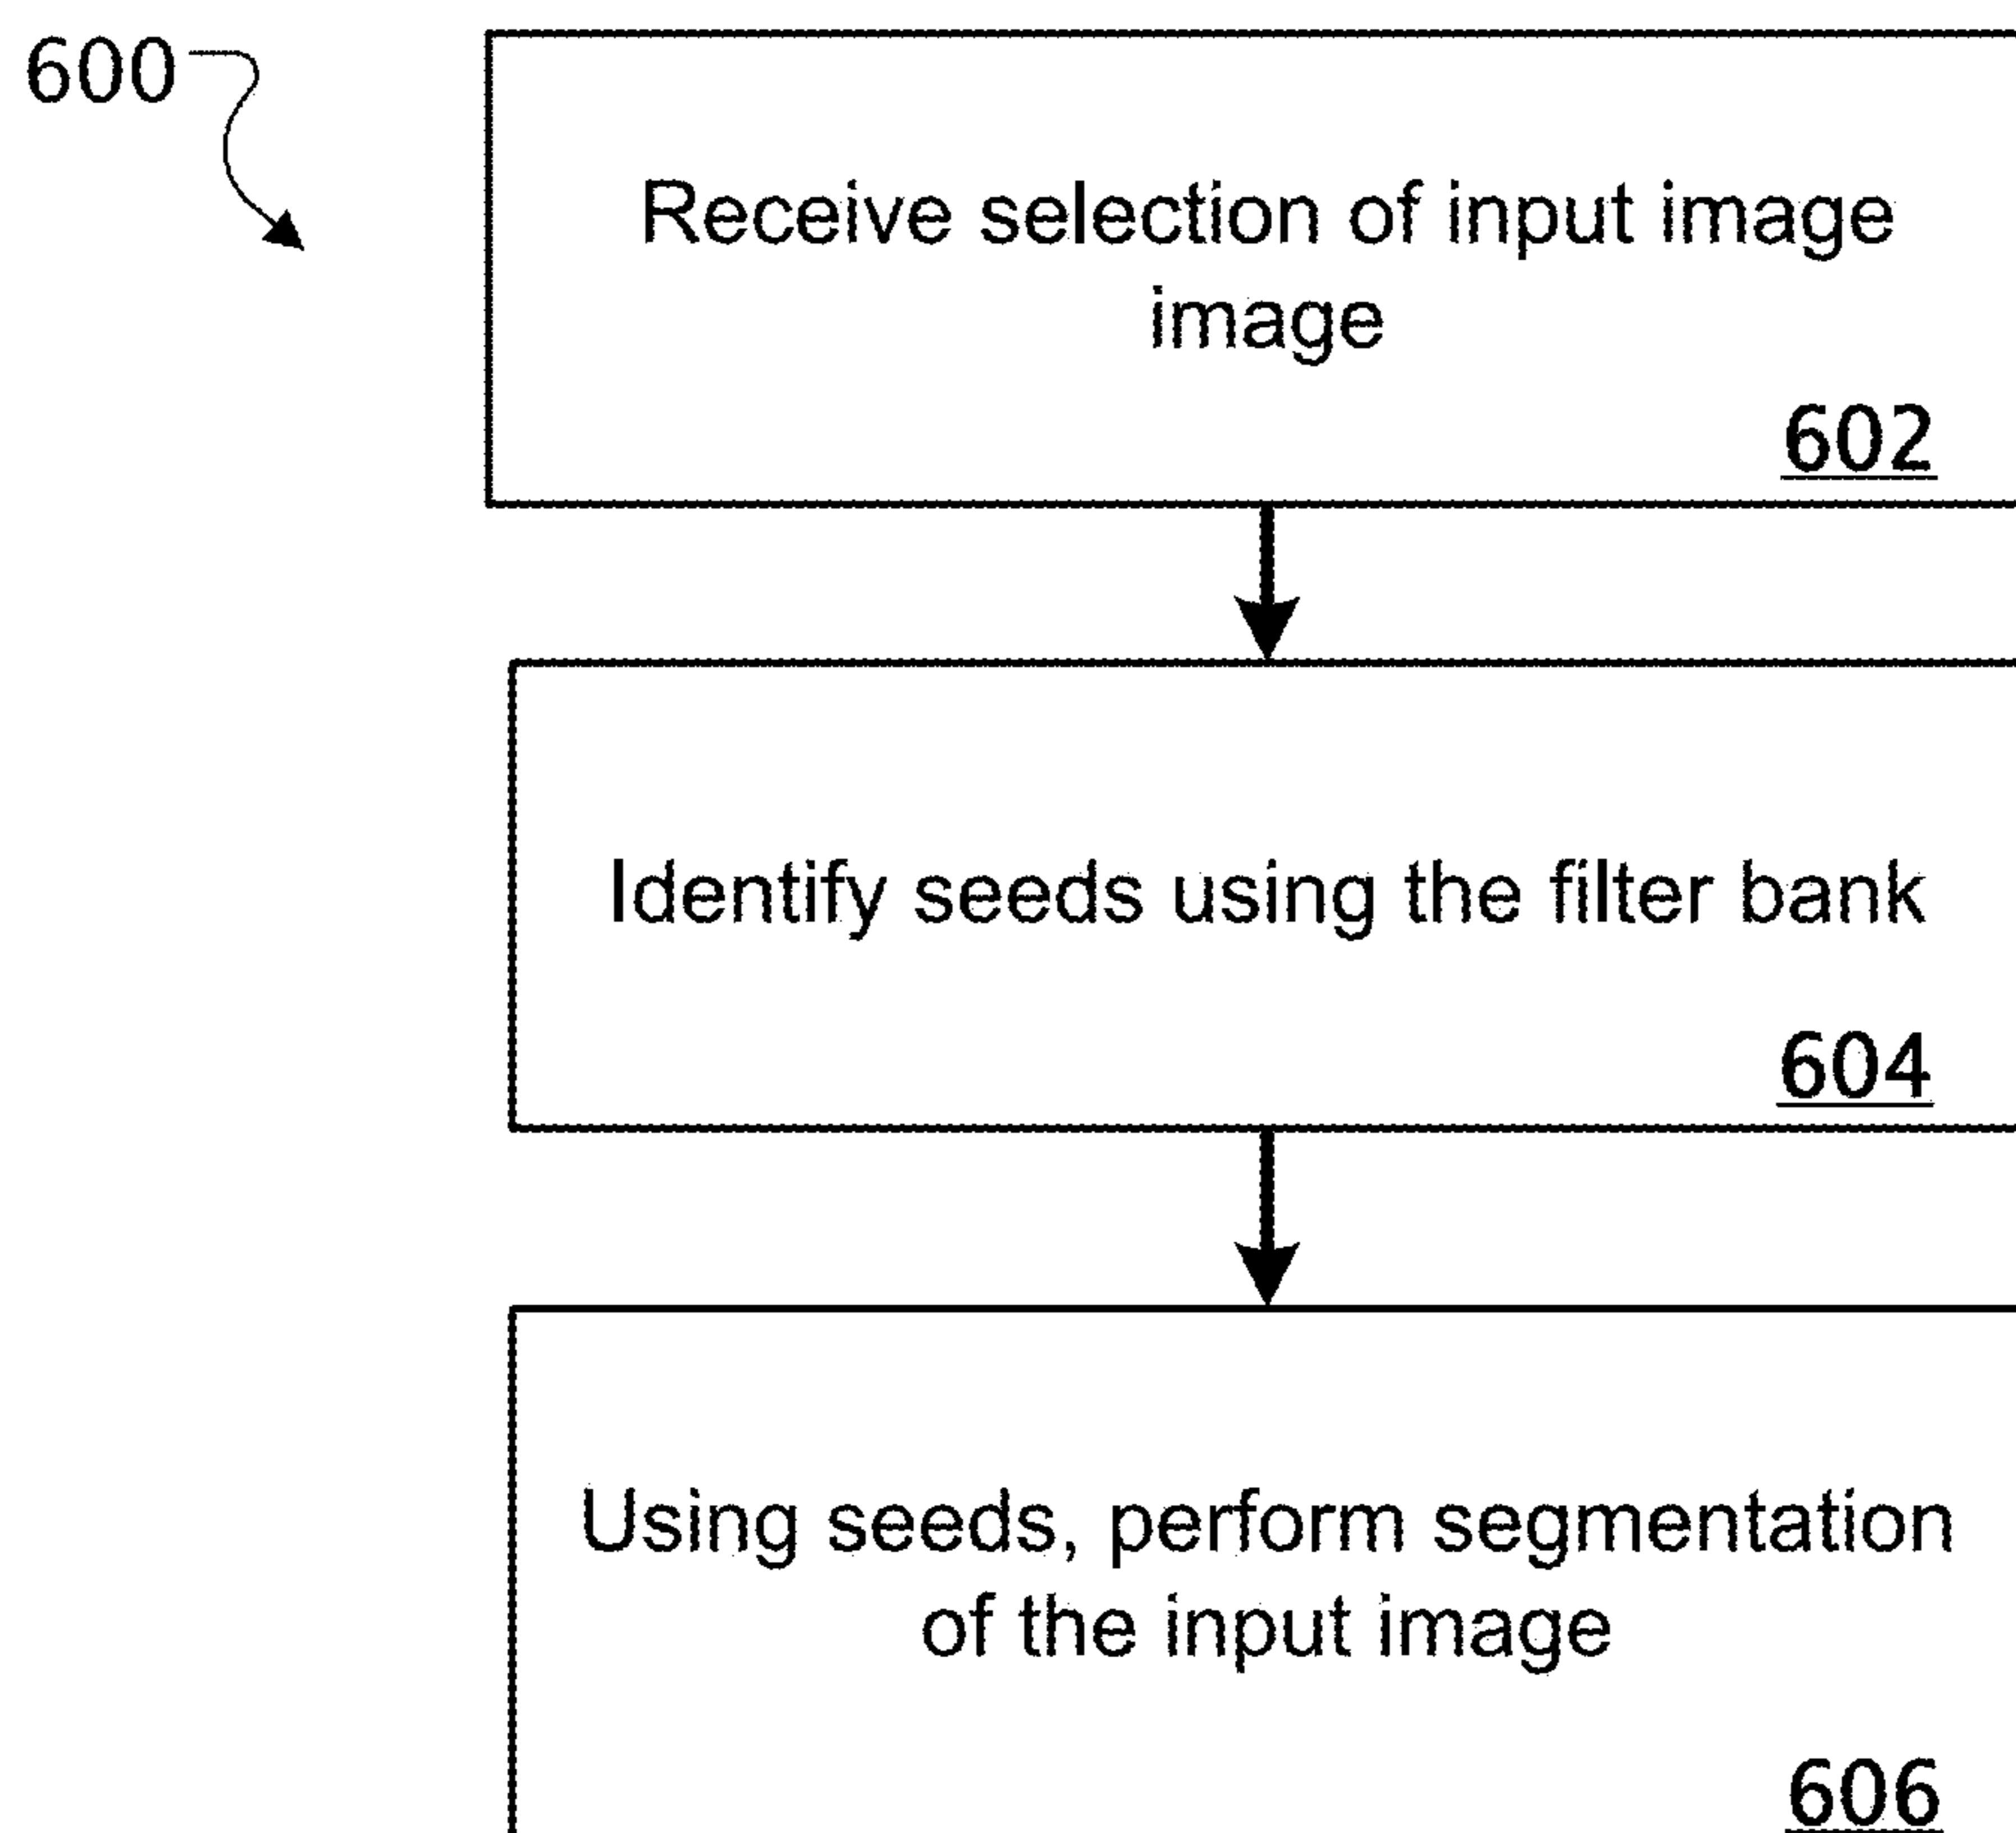 600
Receive selection of input image
image
602
Identify seeds using the filter bank
604
Using seeds, perform segmentation
of the input image
606